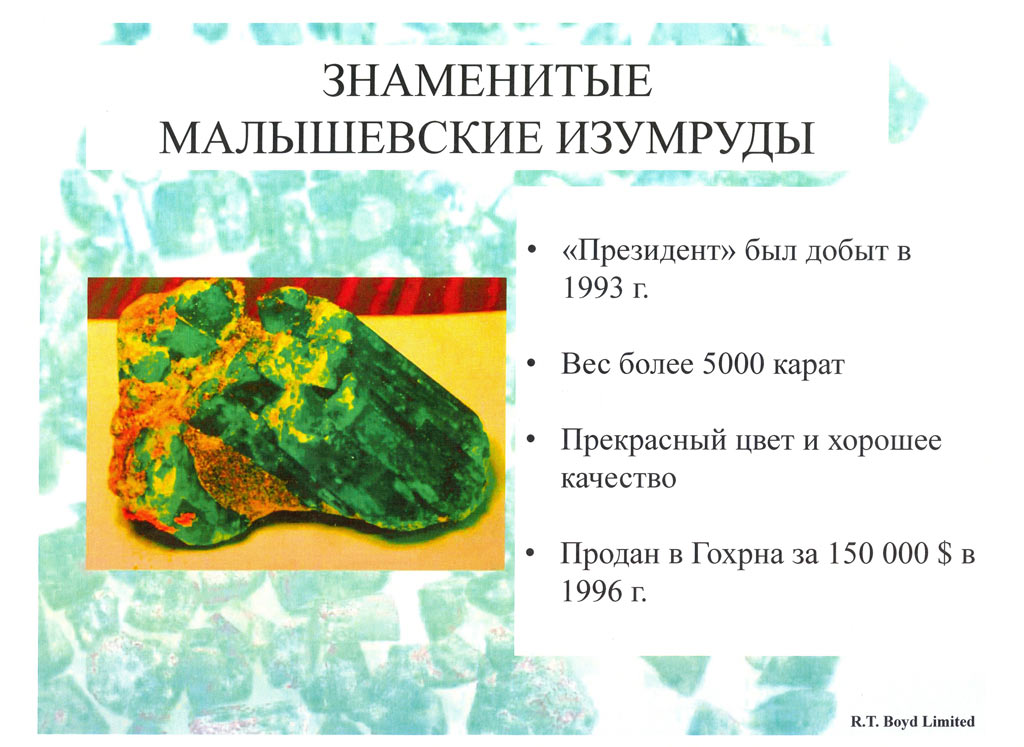 ЗНАМЕНИТЫЕ
МАЛЫШЕВСКИЕ ИЗУМРУДЫ
• «Президент» был добыт в
1993 г.
• Вес более 5000 карат
• Прекрасный цвет и хорошее
качество
• Продан в Гохрна за 150 000 $ в
1996 г.
R.T. Boyd Limited